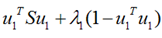 u₁ᵀSu₁ + λ₁(1 − u₁ᵀu₁)